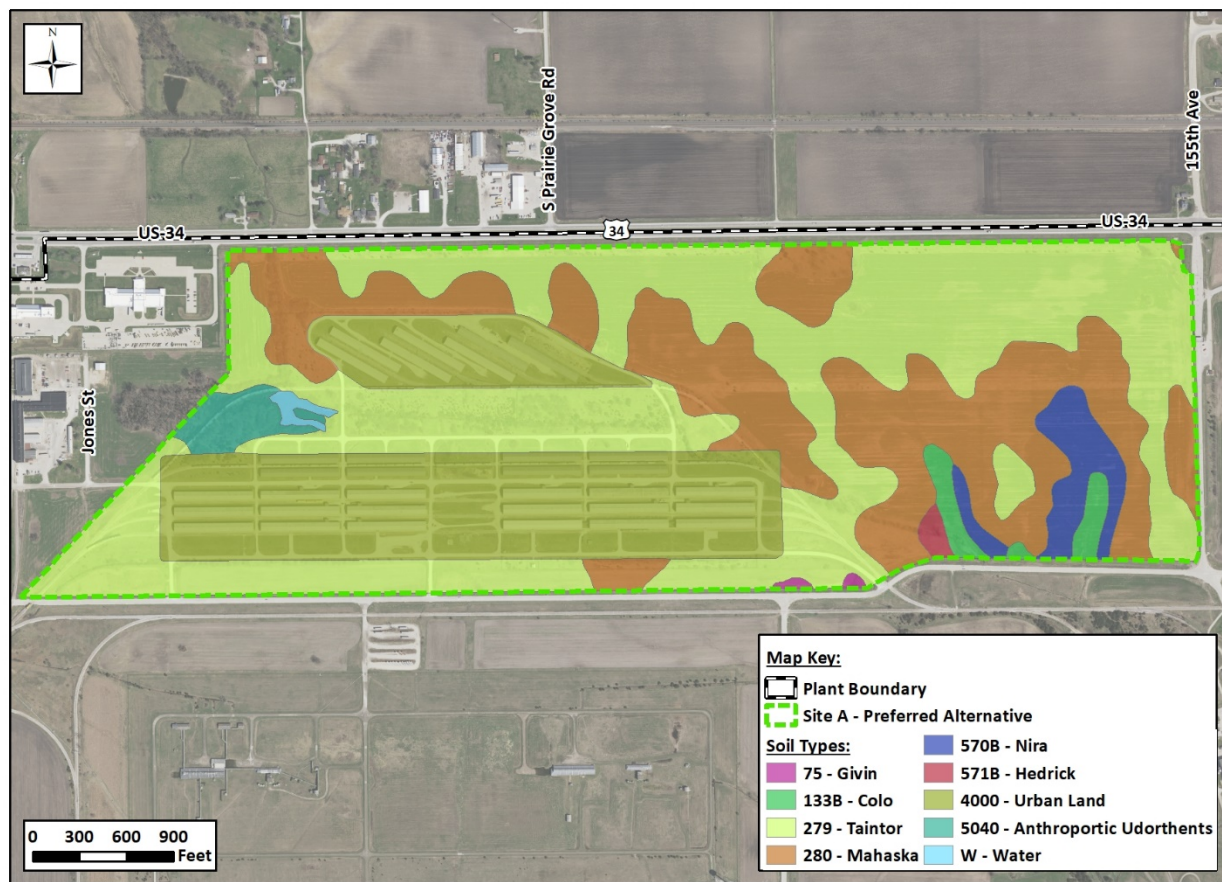 N
S Prairie Grove Rd
155th Ave
US-34
34
US-34
Jones St
Map Key:
Plant Boundary
Site A - Preferred Alternative
Soil Types:
75 - Givin
133B - Colo
279 - Taintor
280 - Mahaska
570B - Nira
571B - Hedrick
4000 - Urban Land
5040 - Anthroportic Udorthents
W - Water
0 300 600 900
Feet